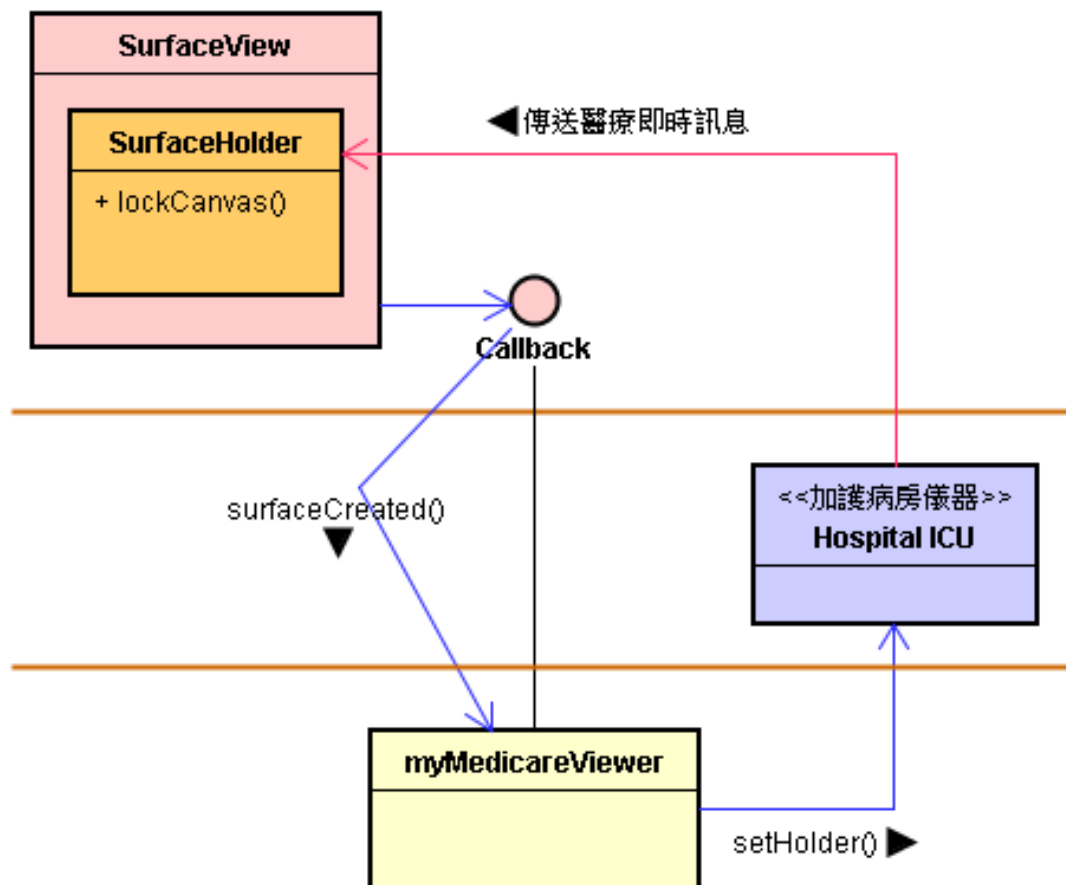 SurfaceView
SurfaceHolder
+ lockCanvas()
◀傳送醫療即時訊息
Callback
surfaceCreated()
▼
<<加護病房儀器>>
Hospital ICU
myMedicareViewer
setHolder() ▶